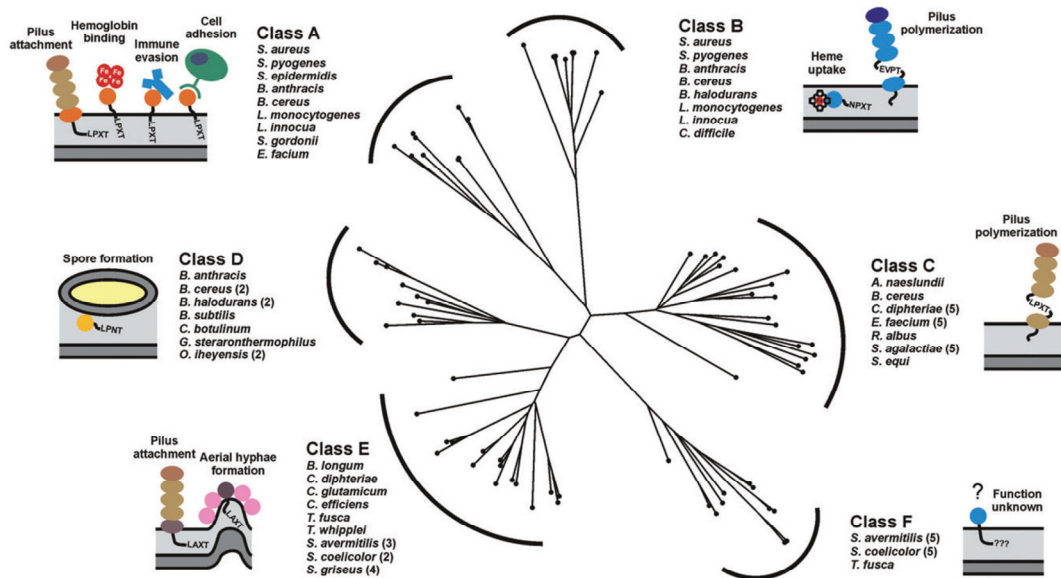 Pilus
attachment
Hemoglobin
binding
Immune
evasion
Cell
adhesion
Fe Fe
Fe Fe
LPXT
LPXT
LPXT
LPXT
Class A
S. aureus
S. pyogenes
S. epidermidis
B. anthracis
B. cereus
L. monocytogenes
L. innocua
S. gordonii
E. facium
Class B
S. aureus
S. pyogenes
B. anthracis
B. cereus
B. halodurans
L. monocytogenes
L. innocua
C. difficile
Pilus
polymerization
Heme
uptake
EVPT
NPXT
Spore formation
LPNT
Class D
B. anthracis
B. cereus (2)
B. halodurans (2)
B. subtilis
C. botulinum
G. steraronthermophilus
O. iheyensis (2)
Class C
A. naeslundii
B. cereus
C. diphteriae (5)
E. faecium (5)
R. albus
S. agalactiae (5)
S. equi
Pilus
polymerization
LPXT
Pilus
attachment
Aerial hyphae
formation
LAXT
LAXT
Class E
B. longum
C. diphteriae
C. glutamicum
C. efficiens
T. fusca
T. whipplei
S. avermitilis (3)
S. coelicolor (2)
S. griseus (4)
Class F
S. avermitilis (5)
S. coelicolor (5)
T. fusca
?
Function
unknown
???